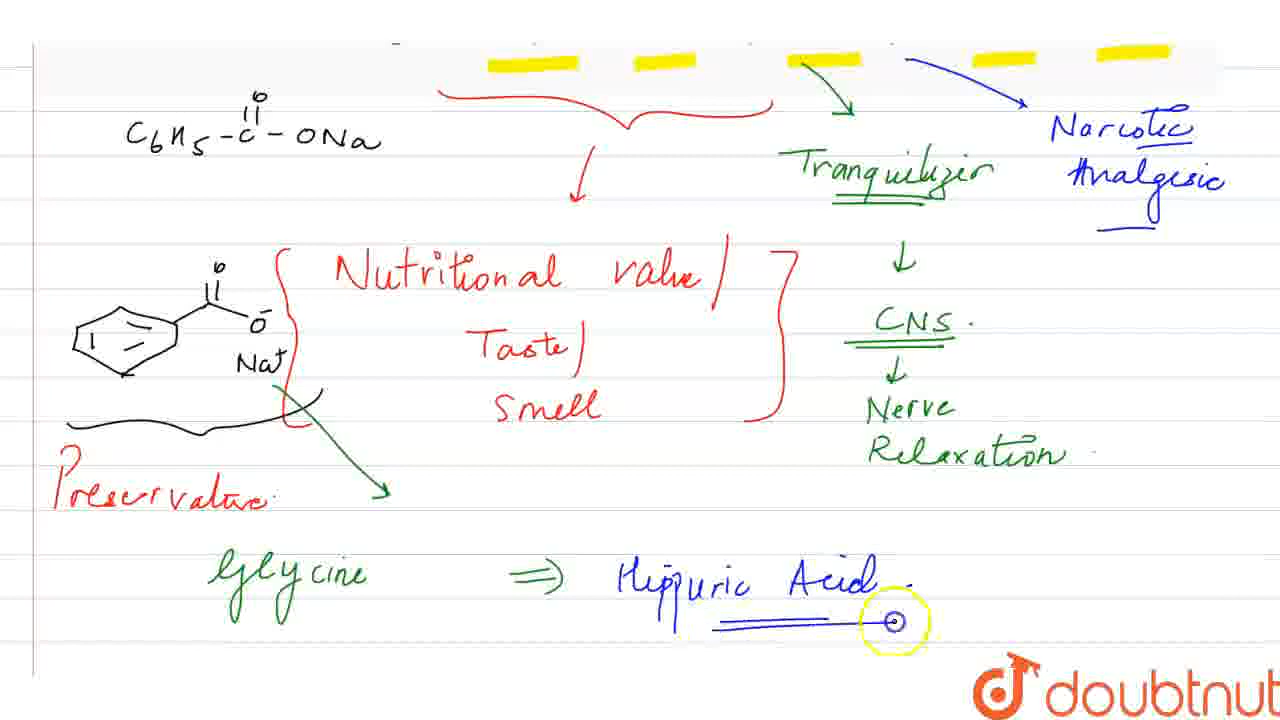 C6H5-C-ONa
O
Tranquilizer
Narcotic
Analgesic
O
O-
Na+
Nutritional value/
Taste/
Smell
CNS.
Nerve
Relaxation
Preservative
Glycine ⇒ Hippuric Acid.
doubtnut